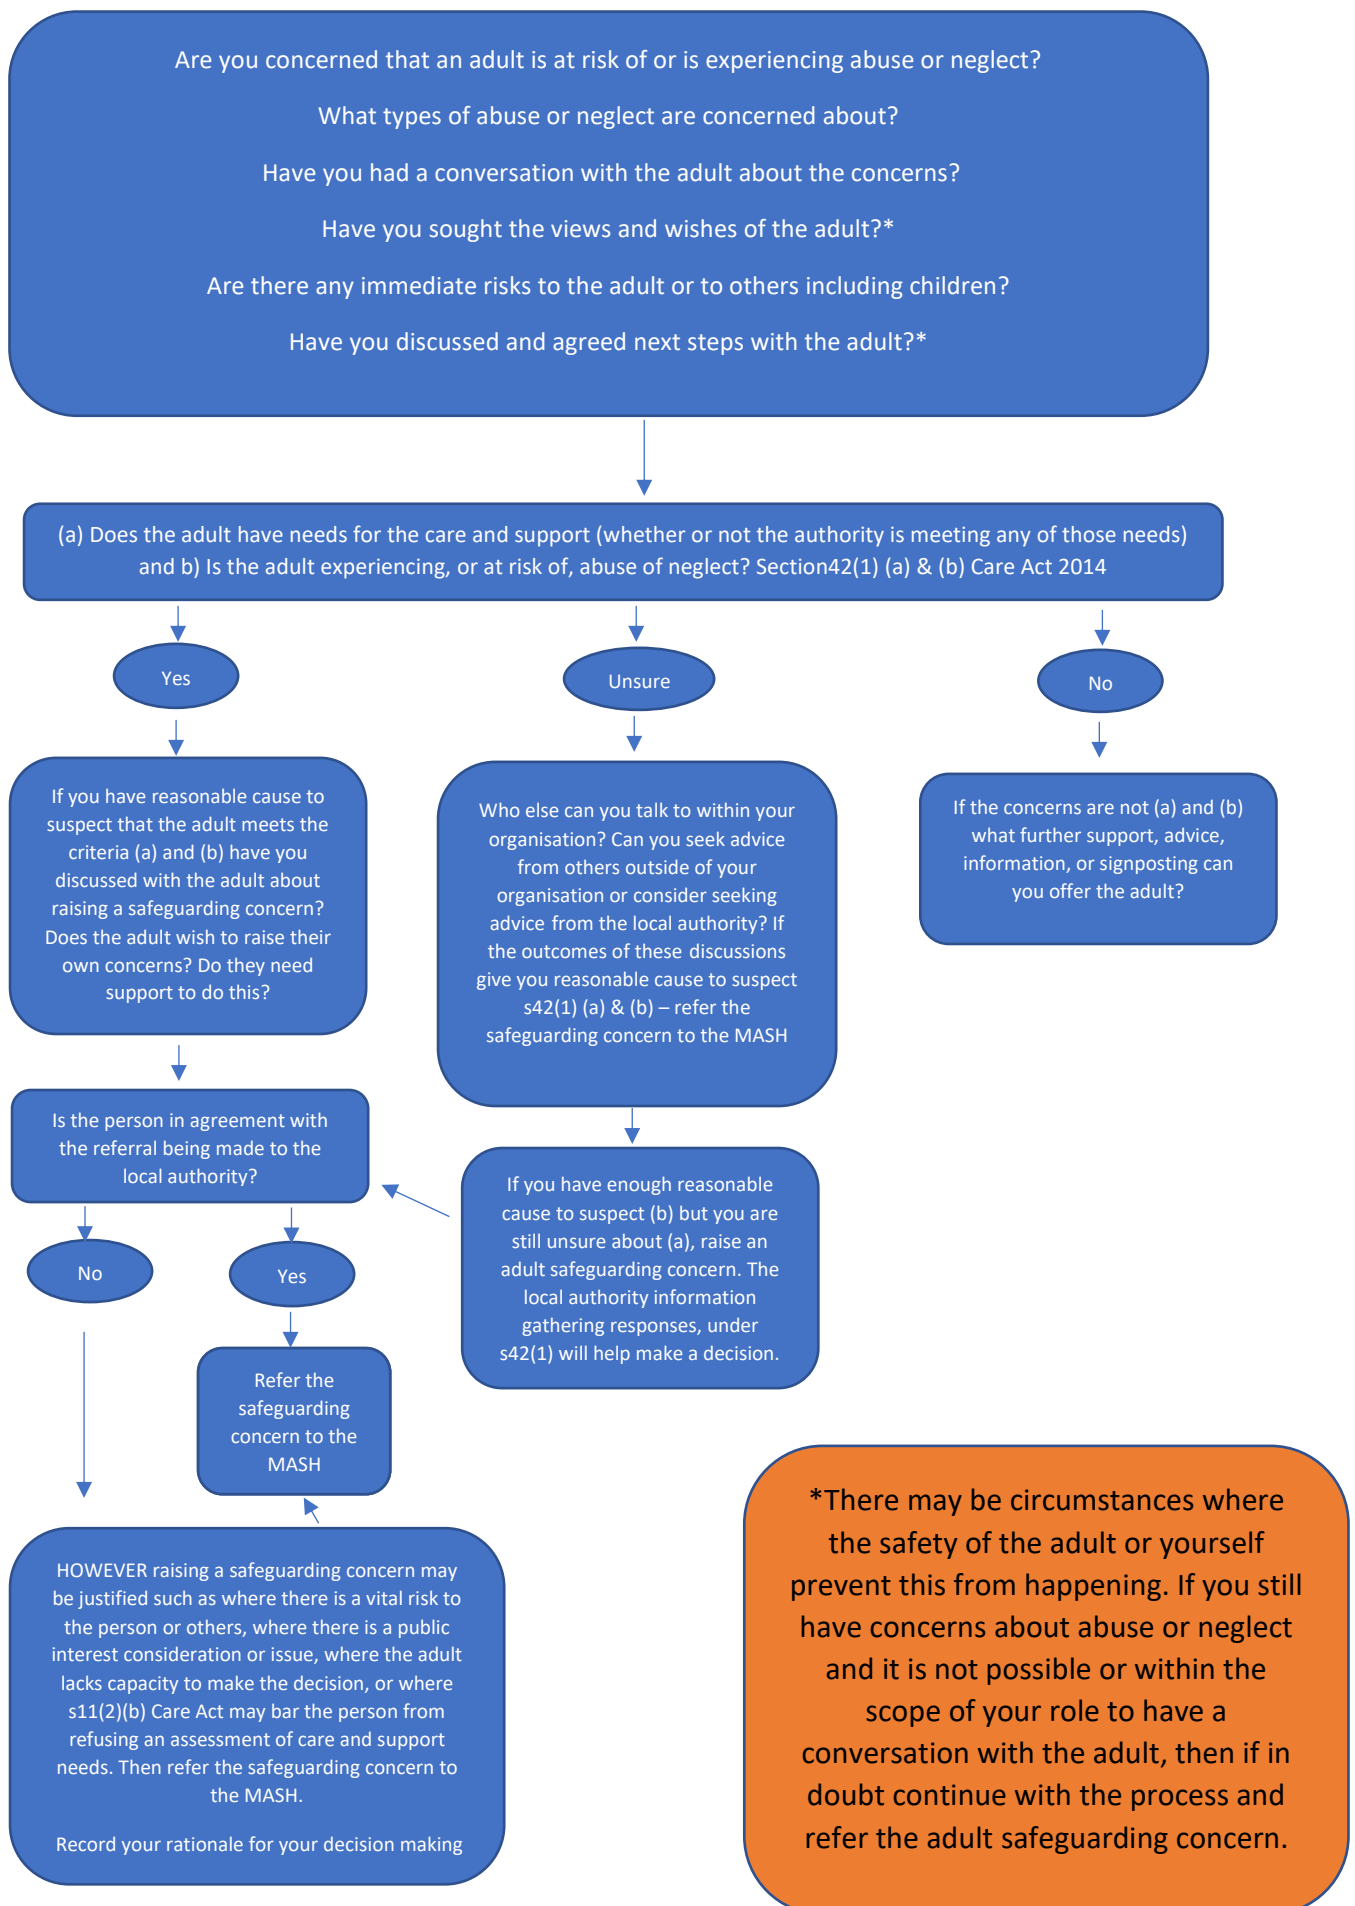 Are you concerned that an adult is at risk of or is experiencing abuse or neglect?
What types of abuse or neglect are concerned about?
Have you had a conversation with the adult about the concerns?
Have you sought the views and wishes of the adult?*
Are there any immediate risks to the adult or to others including children?
Have you discussed and agreed next steps with the adult?*
(a) Does the adult have needs for the care and support (whether or not the authority is meeting any of those needs)
and b) Is the adult experiencing, or at risk of, abuse of neglect? Section42(1) (a) & (b) Care Act 2014
Yes
Unsure
No
If you have reasonable cause to
suspect that the adult meets the
criteria (a) and (b) have you
discussed with the adult about
raising a safeguarding concern?
Does the adult wish to raise their
own concerns? Do they need
support to do this?
Who else can you talk to within your
organisation? Can you seek advice
from others outside of your
organisation or consider seeking
advice from the local authority? If
the outcomes of these discussions
give you reasonable cause to suspect
s42(1) (a) & (b) – refer the
safeguarding concern to the MASH
If the concerns are not (a) and (b)
what further support, advice,
information, or signposting can
you offer the adult?
Is the person in agreement with
the referral being made to the
local authority?
If you have enough reasonable
cause to suspect (b) but you are
still unsure about (a), raise an
adult safeguarding concern. The
local authority information
gathering responses, under
s42(1) will help make a decision.
No
Yes
Refer the
safeguarding
concern to the
MASH
HOWEVER raising a safeguarding concern may
be justified such as where there is a vital risk to
the person or others, where there is a public
interest consideration or issue, where the adult
lacks capacity to make the decision, or where
s11(2)(b) Care Act may bar the person from
refusing an assessment of care and support
needs. Then refer the safeguarding concern to
the MASH.
Record your rationale for your decision making
*There may be circumstances where
the safety of the adult or yourself
prevent this from happening. If you still
have concerns about abuse or neglect
and it is not possible or within the
scope of your role to have a
conversation with the adult, then if in
doubt continue with the process and
refer the adult safeguarding concern.